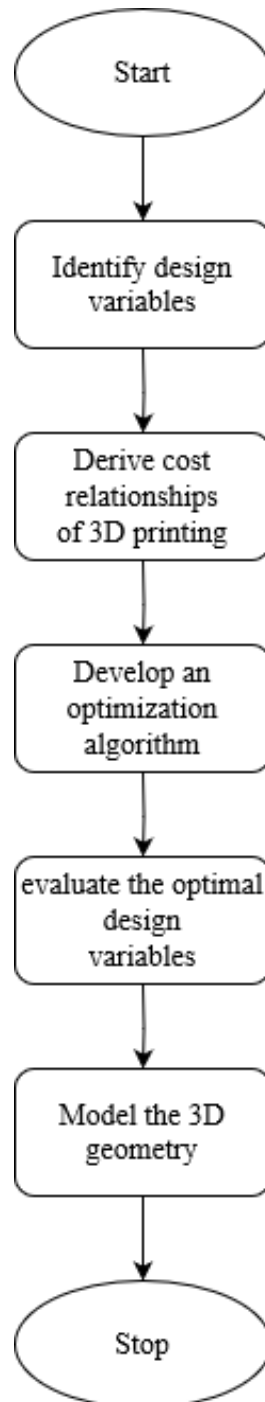 Start
Identify design
variables
Derive cost
relationships
of 3D printing
Develop an
optimization
algorithm
evaluate the optimal
design
variables
Model the 3D
geometry
Stop